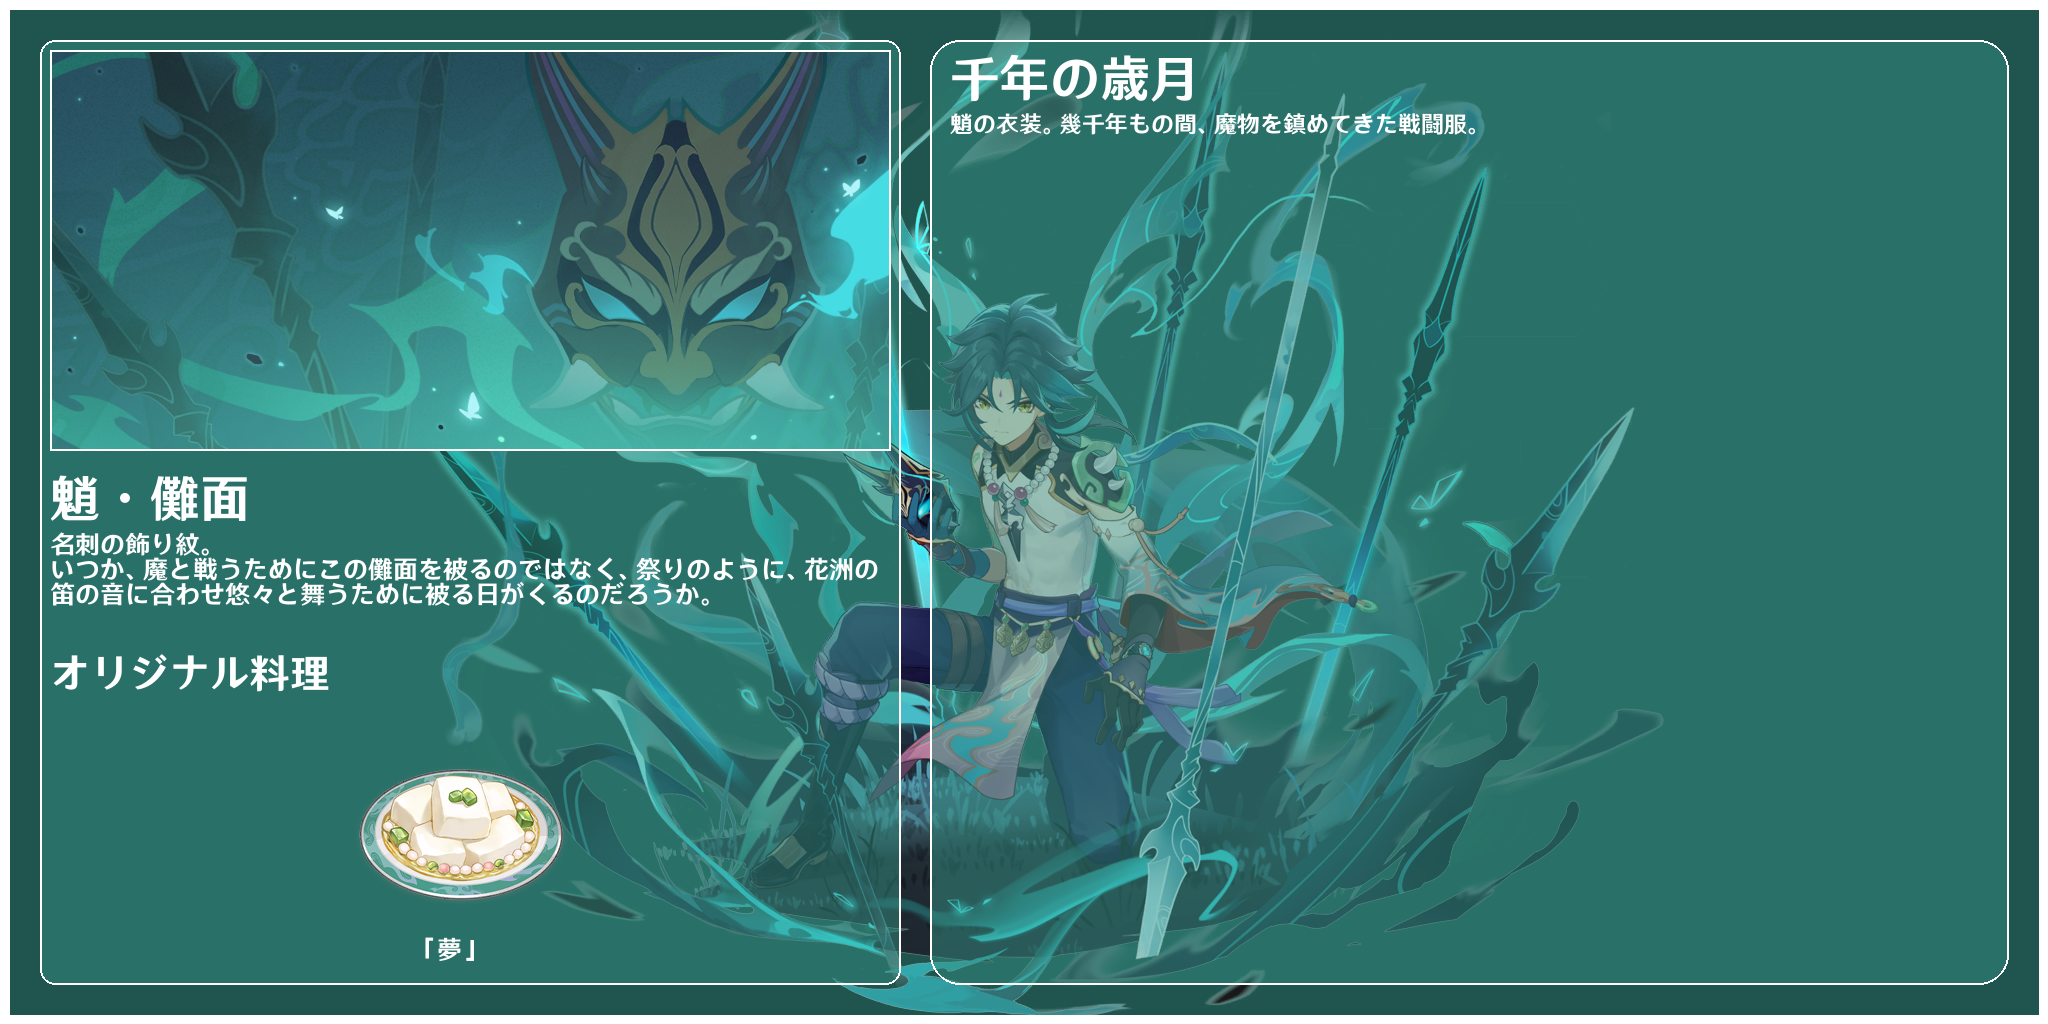 魈・儺面
名刺の飾り紋。
いつか、魔と戦うためにこの儺面を被るのではなく、祭りのように、花洲の
笛の音に合わせ悠々と舞うために被る日がくるのだろうか。
オリジナル料理
「夢」
千年の歳月
魈の衣装。幾千年もの間、魔物を鎮めてきた戦闘服。